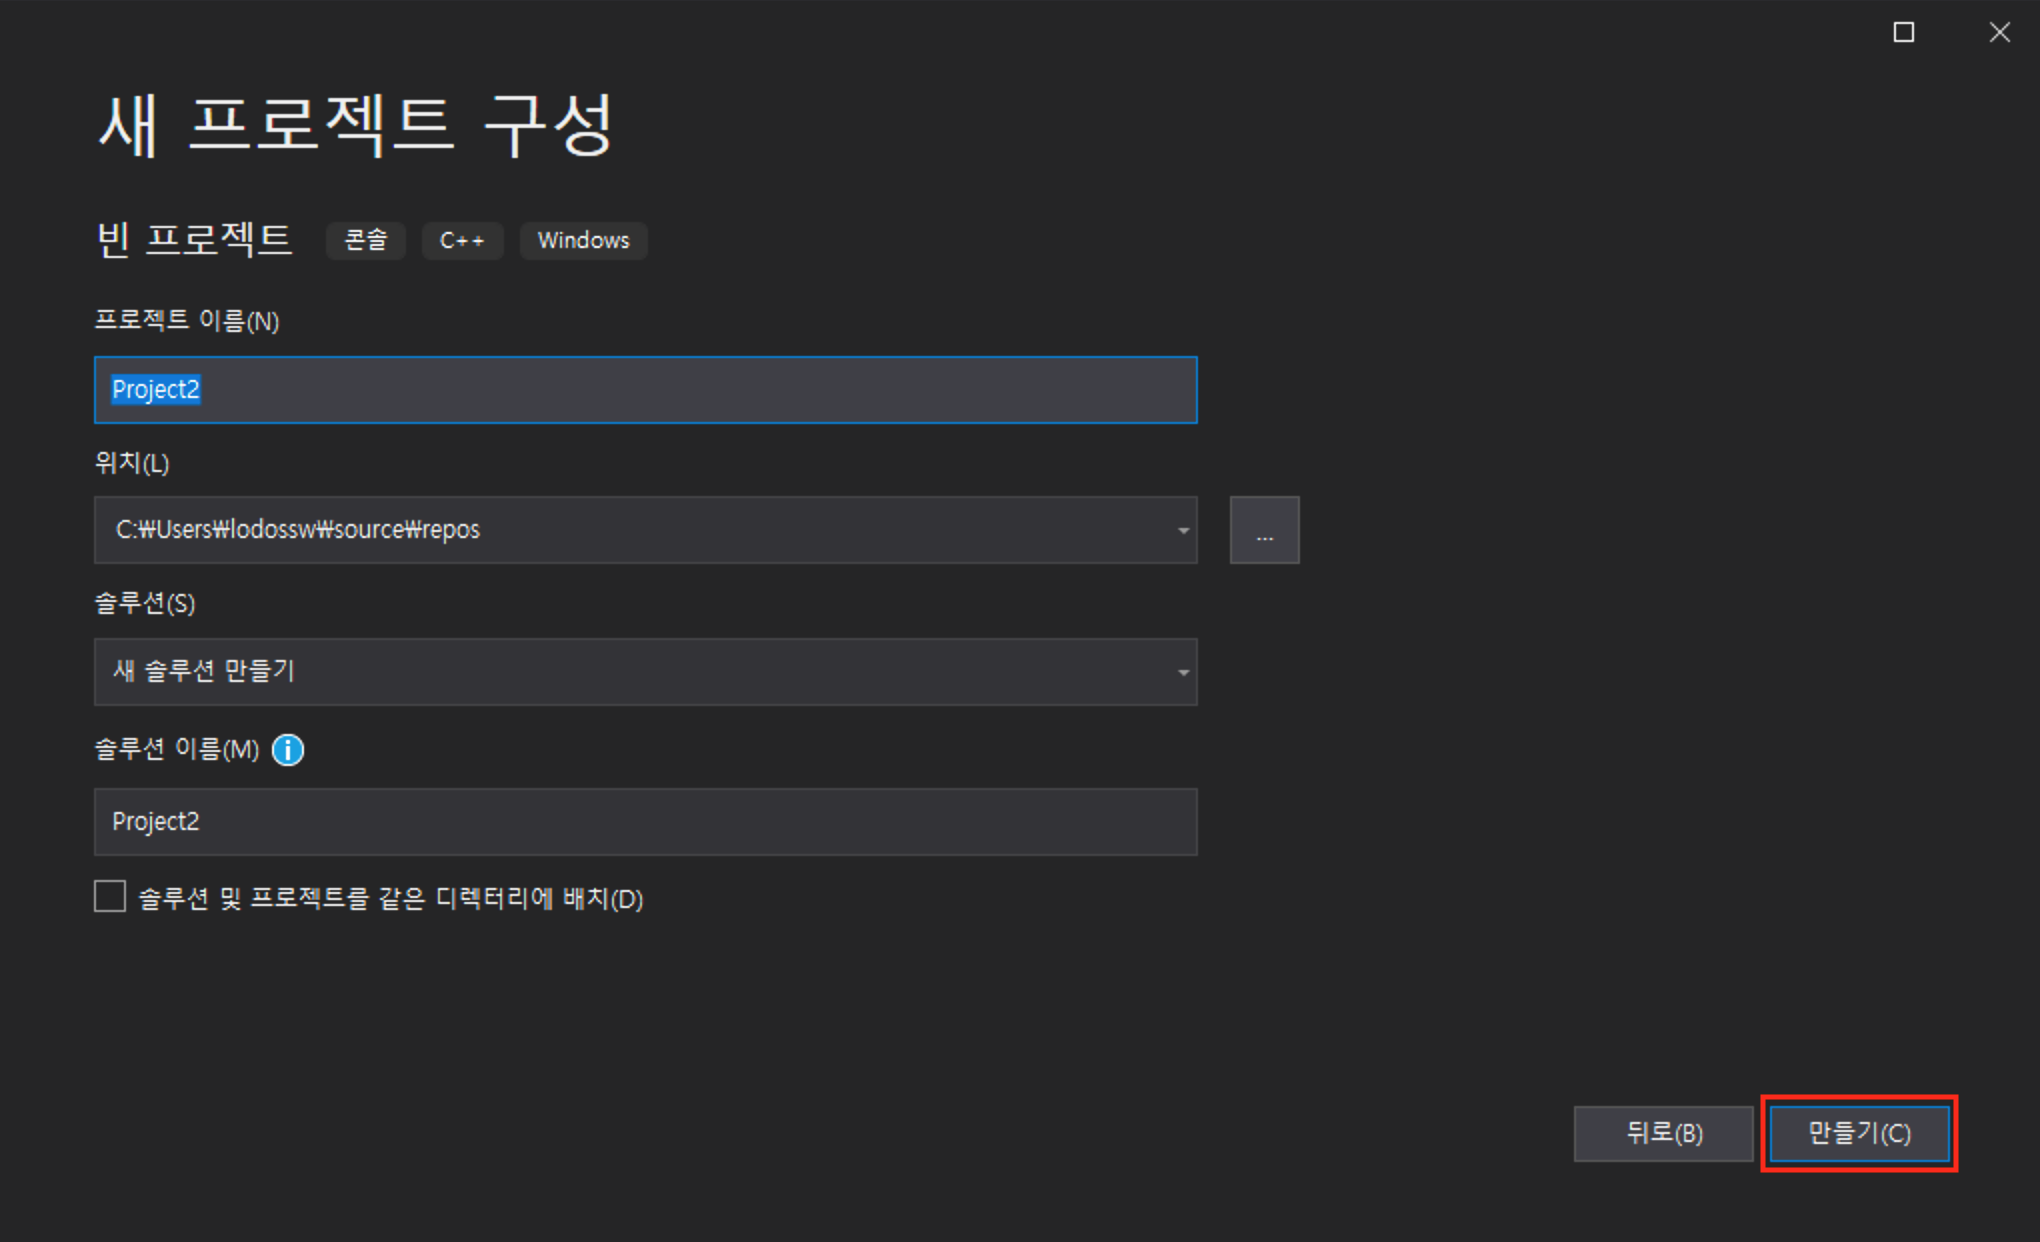 새 프로젝트 구성
빈 프로젝트 콘솔 C++ Windows
프로젝트 이름(N)
Project2
위치(L)
C:₩Users₩lodossw₩source₩repos
...
솔루션(S)
새 솔루션 만들기
솔루션 이름(M)
Project2
솔루션 및 프로젝트를 같은 디렉터리에 배치(D)
뒤로(B) 만들기(C)